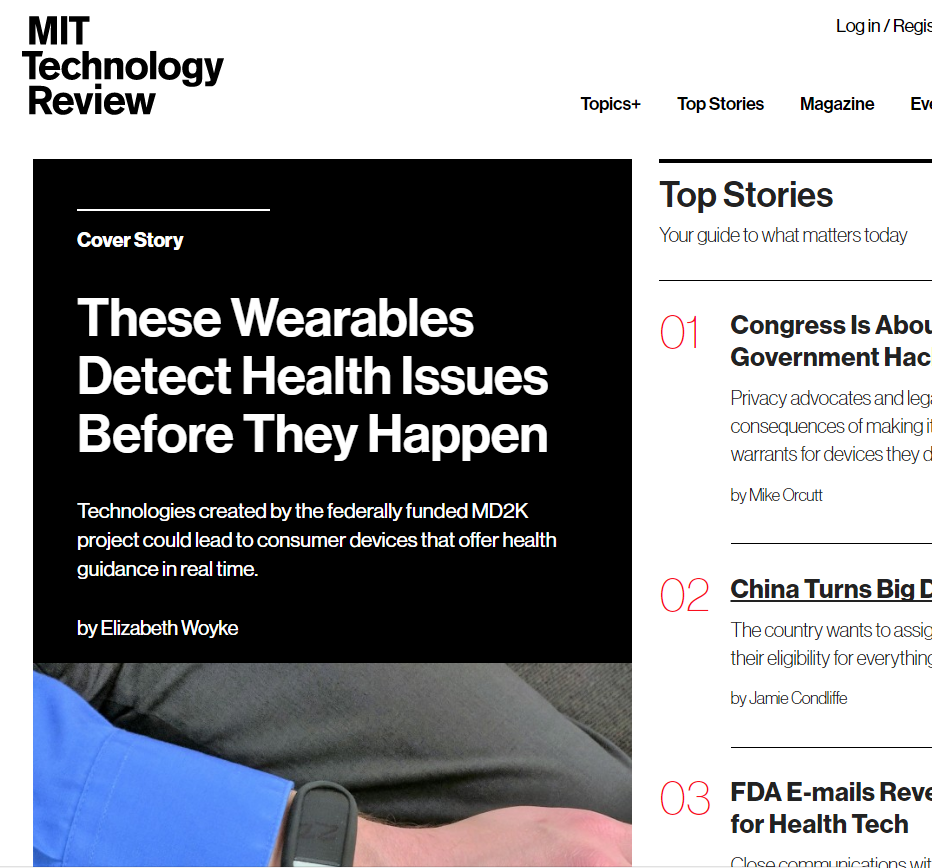 MIT
Technology
Review
Log in / Regis
Topics+ Top Stories Magazine Eve
Cover Story
These Wearables
Detect Health Issues
Before They Happen
Technologies created by the federally funded MD2K
project could lead to consumer devices that offer health
guidance in real time.
by Elizabeth Woyke
Top Stories
Your guide to what matters today
01
Congress Is Abou
Government Hac
Privacy advocates and lega
consequences of making it
warrants for devices they d
by Mike Orcutt
02
China Turns Big D
The country wants to assig
their eligibility for everything
by Jamie Condliffe
03
FDA E-mails Reve
for Health Tech
Close communications wit